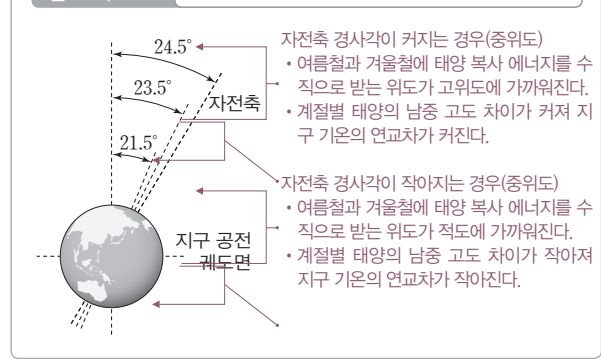 24.5°
23.5°
자전축
21.5°
지구 공전
궤도면
자전축 경사각이 커지는 경우(중위도)
• 여름철과 겨울철에 태양 복사 에너지를 수
직으로 받는 위도가 고위도에 가까워진다.
• 계절별 태양의 남중 고도 차이가 커져 지
구 기온의 연교차가 커진다.
자전축 경사각이 작아지는 경우(중위도)
• 여름철과 겨울철에 태양 복사 에너지를 수
직으로 받는 위도가 적도에 가까워진다.
• 계절별 태양의 남중 고도 차이가 작아져
지구 기온의 연교차가 작아진다.